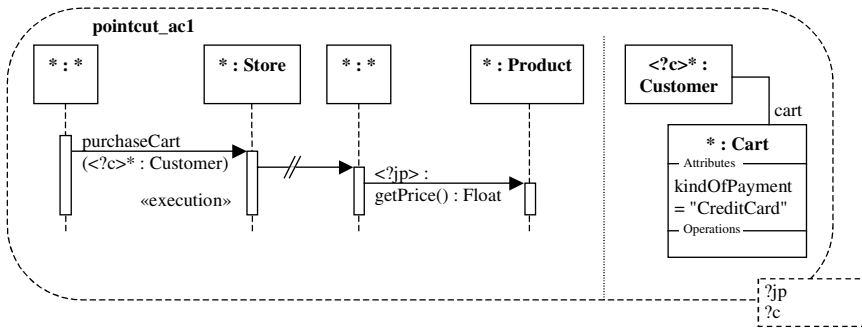 pointcut_ac1
* : *
* : Store
* : *
* : Product
<?c>* :
Customer
cart
purchaseCart
(<?c>* : Customer)
«execution»
<?jp> :
getPrice() : Float
* : Cart
Attributes
kindOfPayment
= "CreditCard"
Operations
?jp
?c